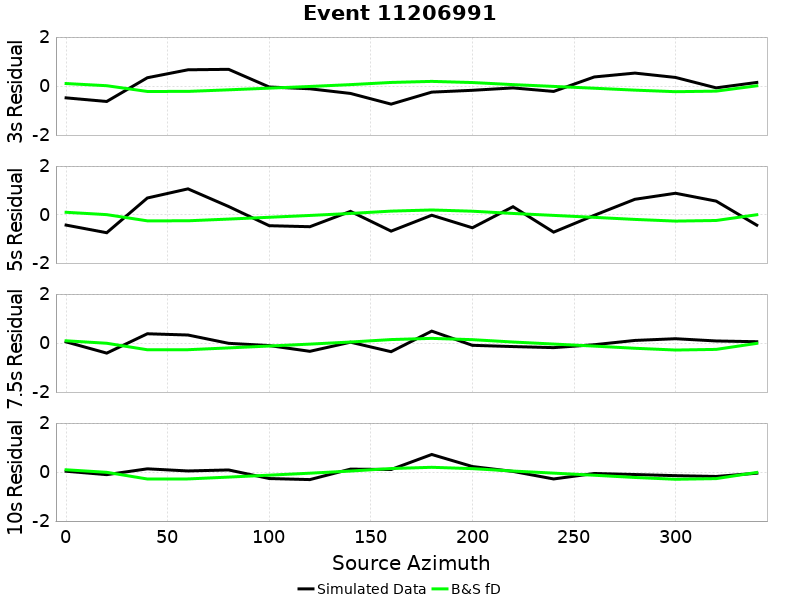 Event 11206991
3s Residual
2
0
-2
5s Residual
2
0
-2
7.5s Residual
2
0
-2
10s Residual
2
0
-2
0 50 100 150 200 250 300
Source Azimuth
Simulated Data B&S fD